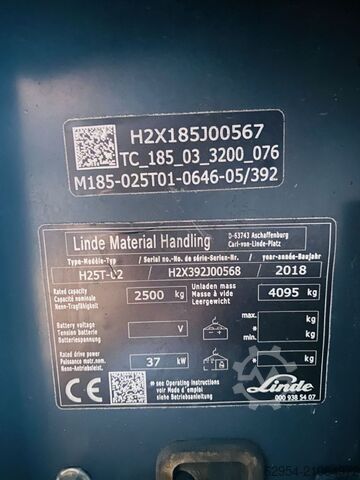 H2X185J00567
TC_185_03_3200_076
M185-025T01-0646-05/392
Linde Material Handling
D-63743 Aschaffenburg
Carl-von-Linde-Platz
Type-Modèle-Typ / Serial no.-No. de série-Serien-Nr. / year-année-Baujahr
H25T-02 / H2X392J00568 / 2018
Rated capacity
Capacité nominale
Nenn-Tragfähigkeit
2500 kg
Unladen mass
Masse à vide
Leergewicht
4095 kg
Battery voltage
Tension batterie
Batteriespannung
V
max. kg
* min. kg
Rated drive power
Puissance motr.nom.
Nenn-Antriebsleist.
37 kW
* see Operating instructions
voir Mode d'emploi
siehe Betriebsanleitung
CE
Linde
000 938 54 07